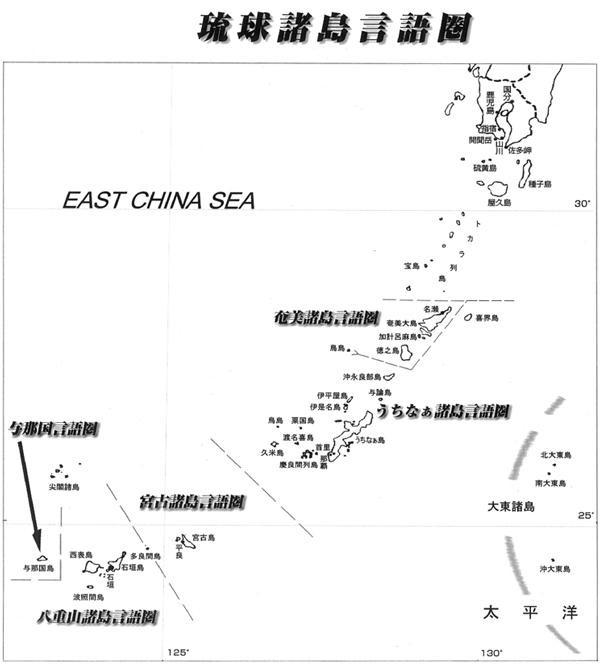 琉球諸島言語圏
国分
鹿児島
指宿
開聞岳
山川
佐多岬
硫黄島
種子島
屋久島
EAST CHINA SEA
30°
トカラ列島
宝島
名瀬
奄美諸島言語圏
奄美大島
喜界島
加計呂麻島
鳥島
徳之島
沖永良部島
与論島
伊平屋島
伊是名島
うちなぁ諸島言語圏
与那国言語圏
鳥島
粟国島
渡名喜島
久米島
首里
那覇
うちなぁ島
慶良間列島
北大東島
南大東島
尖閣諸島
大東諸島
宮古諸島言語圏
25°
宮古島
平良
多良間島
西表島
石垣島
石垣
与那国島
波照間島
沖大東島
八重山諸島言語圏
太平洋
125°
130°